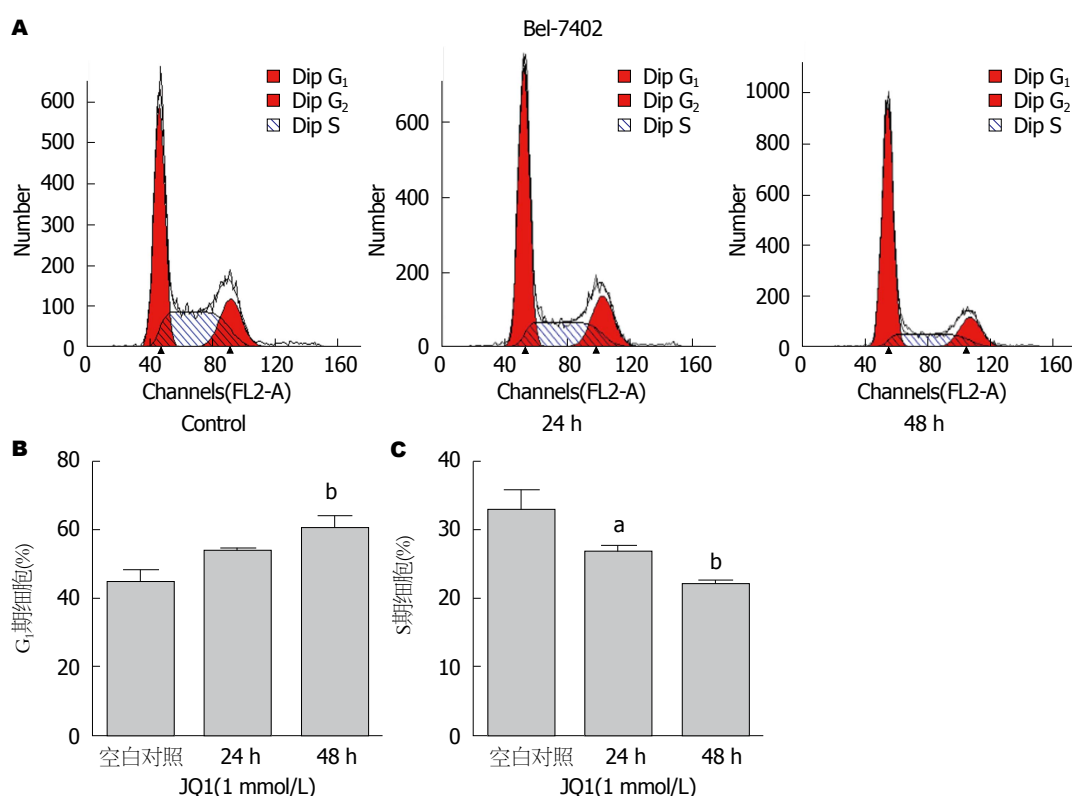 A
Bel-7402
Dip G₁
Dip G₂
Dip S
600
500
400
300
200
100
0
Number
0 40 80 120 160
Channels(FL2-A)
Control
Dip G₁
Dip G₂
Dip S
600
400
200
0
Number
0 40 80 120 160
Channels(FL2-A)
24 h
Dip G₁
Dip G₂
Dip S
1000
800
600
400
200
0
Number
0 40 80 120 160
Channels(FL2-A)
48 h
B
80
60
40
20
0
G₁期细胞(%)
b
空白对照 24 h 48 h
JQ1(1 mmol/L)
C
40
30
20
10
0
S期细胞(%)
a
b
空白对照 24 h 48 h
JQ1(1 mmol/L)